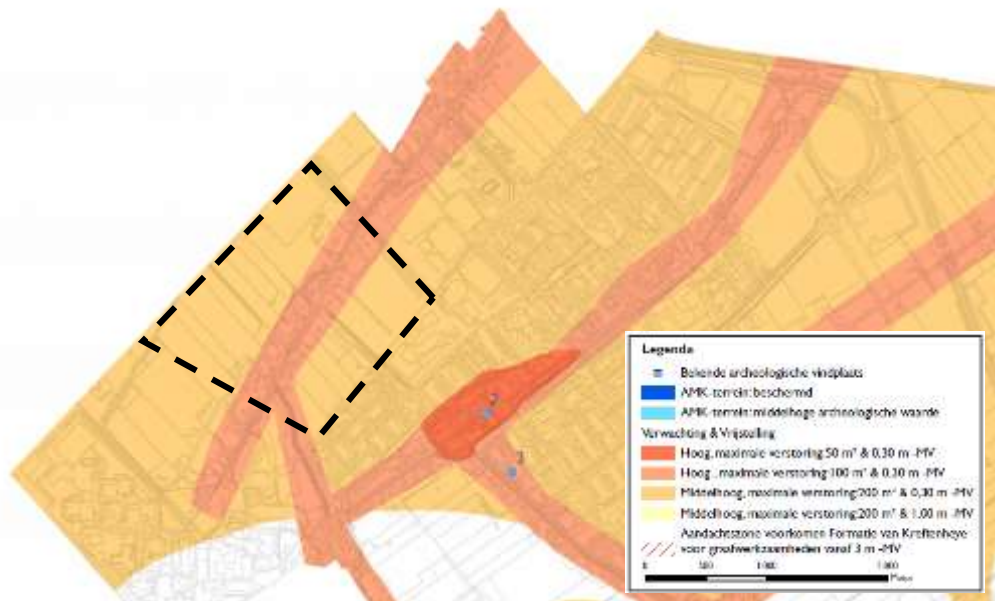 2
Legenda
Bekende archeologische vindplaats
AMK-terrein: beschermd
AMK-terrein: middelhoge archeologische waarde
Verwachting & Vrijstelling
Hoog, maximale verstoring: 50 m² & 0,30 m -MV
Hoog, maximale verstoring: 100 m² & 0,30 m -MV
Middelhoog, maximale verstoring: 200 m² & 0,30 m -MV
Middelhoog, maximale verstoring: 200 m² & 1,00 m -MV
Aandachtszone voorkomen Formatie van Kreftenheye
voor graafwerkzaamheden vanaf 3 m -MV
0 500
Meter